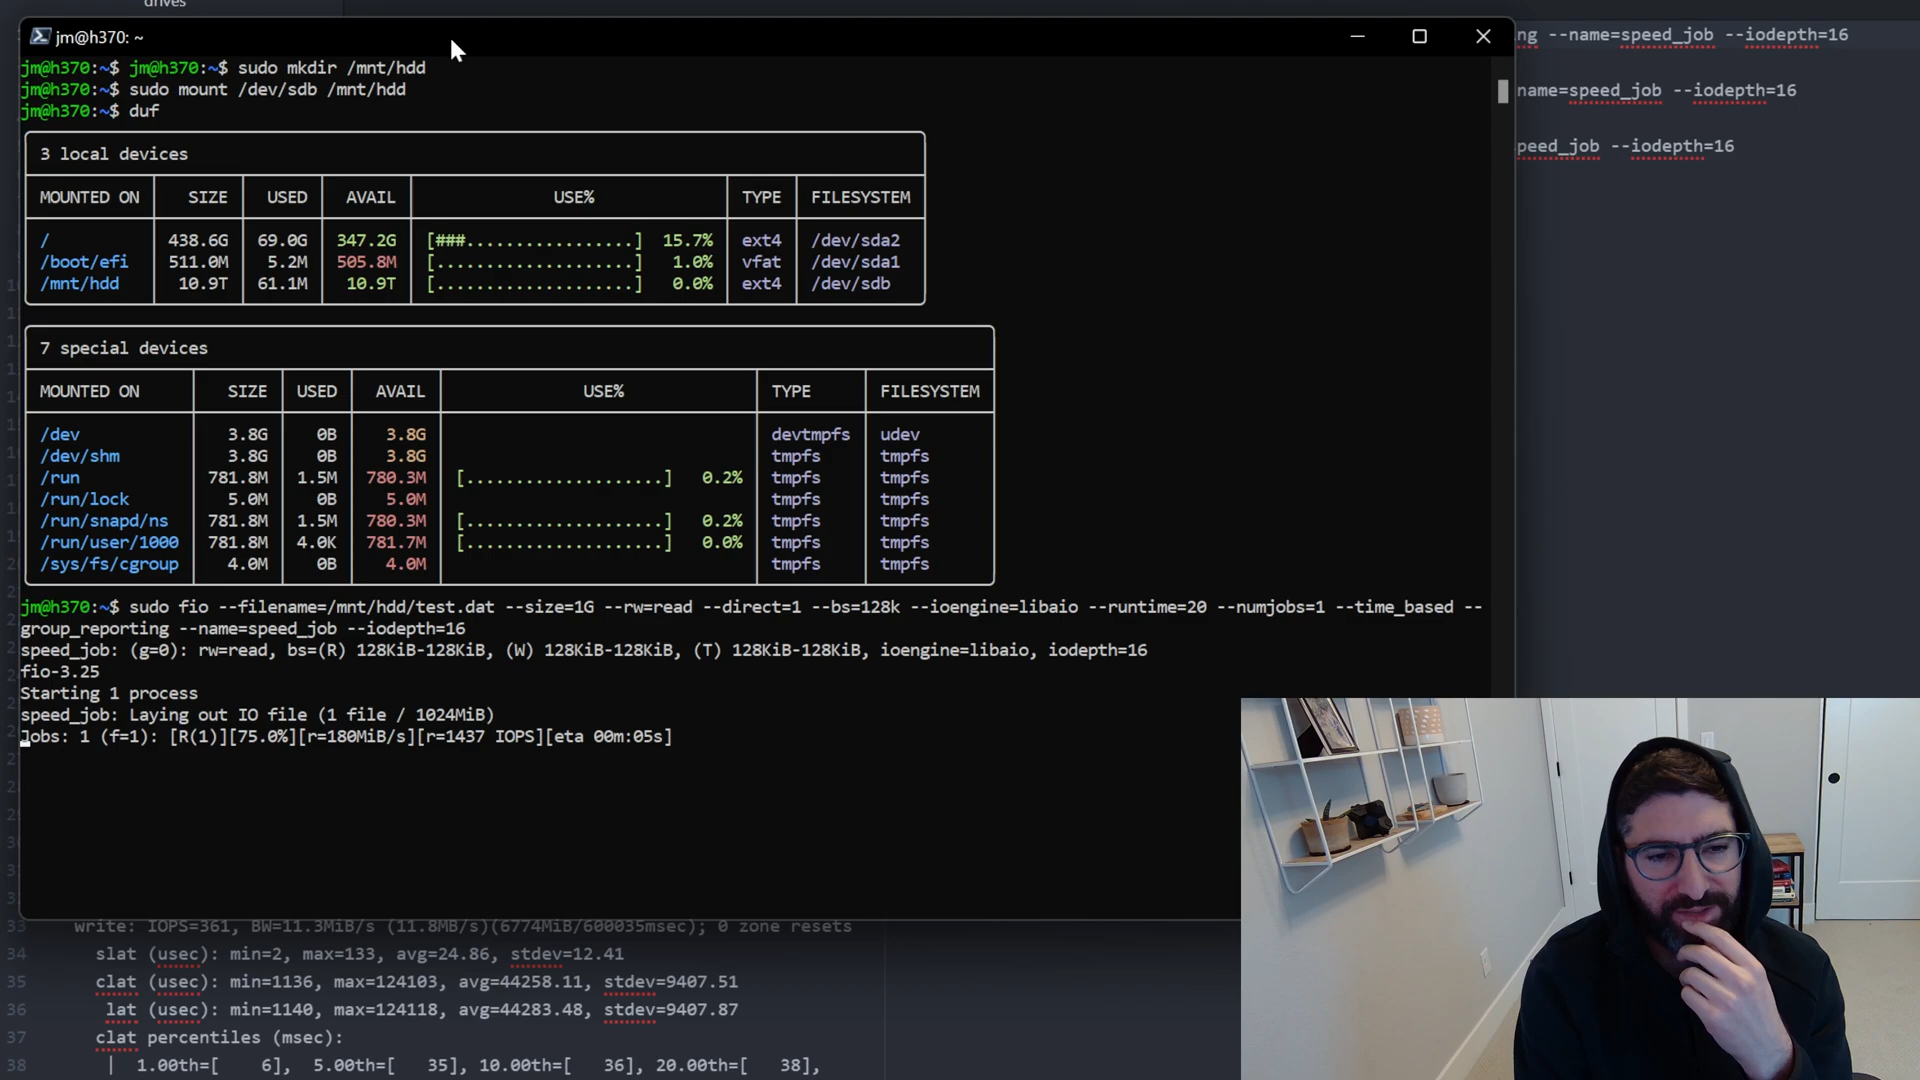 drives
jm@h370: ~
jm@h370:~$ jm@h370:~$ sudo mkdir /mnt/hdd
jm@h370:~$ sudo mount /dev/sdb /mnt/hdd
jm@h370:~$ duf
3 local devices
MOUNTED ON SIZE USED AVAIL USE% TYPE FILESYSTEM
/ 438.6G 69.0G 347.2G [###.................] 15.7% ext4 /dev/sda2
/boot/efi 511.0M 5.2M 505.8M [....................] 1.0% vfat /dev/sda1
/mnt/hdd 10.9T 61.1M 10.9T [....................] 0.0% ext4 /dev/sdb
7 special devices
MOUNTED ON SIZE USED AVAIL USE% TYPE FILESYSTEM
/dev 3.8G 0B 3.8G devtmpfs udev
/dev/shm 3.8G 0B 3.8G tmpfs tmpfs
/run 781.8M 1.5M 780.3M [....................] 0.2% tmpfs tmpfs
/run/lock 5.0M 0B 5.0M tmpfs tmpfs
/run/snapd/ns 781.8M 1.5M 780.3M [....................] 0.2% tmpfs tmpfs
/run/user/1000 781.8M 4.0K 781.7M [....................] 0.0% tmpfs tmpfs
/sys/fs/cgroup 4.0M 0B 4.0M tmpfs tmpfs
jm@h370:~$ sudo fio --filename=/mnt/hdd/test.dat --size=1G --rw=read --direct=1 --bs=128k --ioengine=libaio --runtime=20 --numjobs=1 --time_based --
group_reporting --name=speed_job --iodepth=16
speed_job: (g=0): rw=read, bs=(R) 128KiB-128KiB, (W) 128KiB-128KiB, (T) 128KiB-128KiB, ioengine=libaio, iodepth=16
fio-3.25
Starting 1 process
speed_job: Laying out IO file (1 file / 1024MiB)
Jobs: 1 (f=1): [R(1)][75.0%][r=180MiB/s][r=1437 IOPS][eta 00m:05s]
ng --name=speed_job --iodepth=16
name=speed_job --iodepth=16
peed_job --iodepth=16
33 write: IOPS=361, BW=11.3MiB/s (11.8MB/s)(6774MiB/600035msec); 0 zone resets
34 slat (usec): min=2, max=133, avg=24.86, stdev=12.41
35 clat (usec): min=1136, max=124103, avg=44258.11, stdev=9407.51
36 lat (usec): min=1140, max=124118, avg=44283.48, stdev=9407.87
37 clat percentiles (msec):
38 | 1.00th=[ 6], 5.00th=[ 35], 10.00th=[ 36], 20.00th=[ 38],